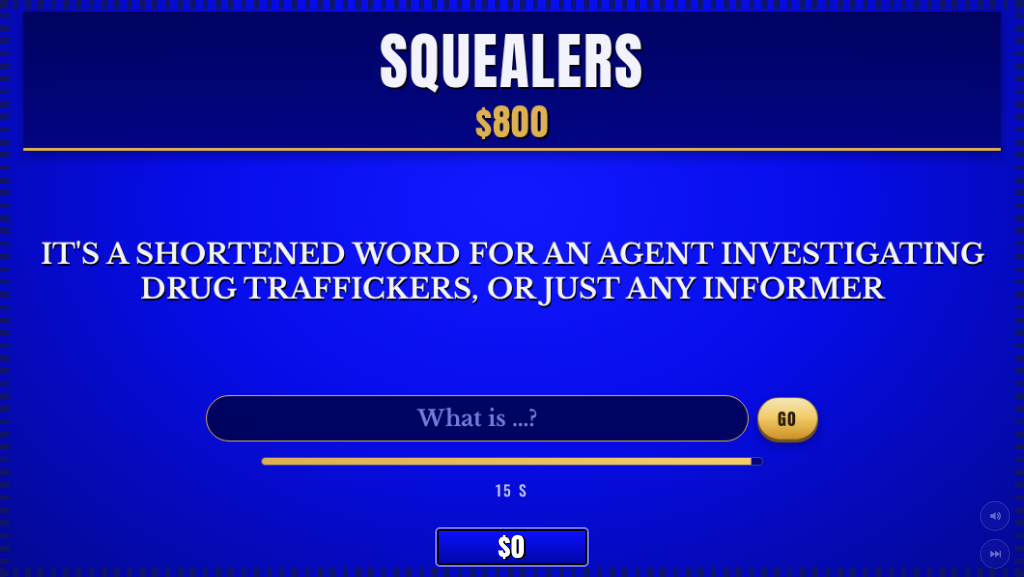 SQUEALERS
$800
IT'S A SHORTENED WORD FOR AN AGENT INVESTIGATING
DRUG TRAFFICKERS, OR JUST ANY INFORMER
What is ...?
GO
15 S
$0